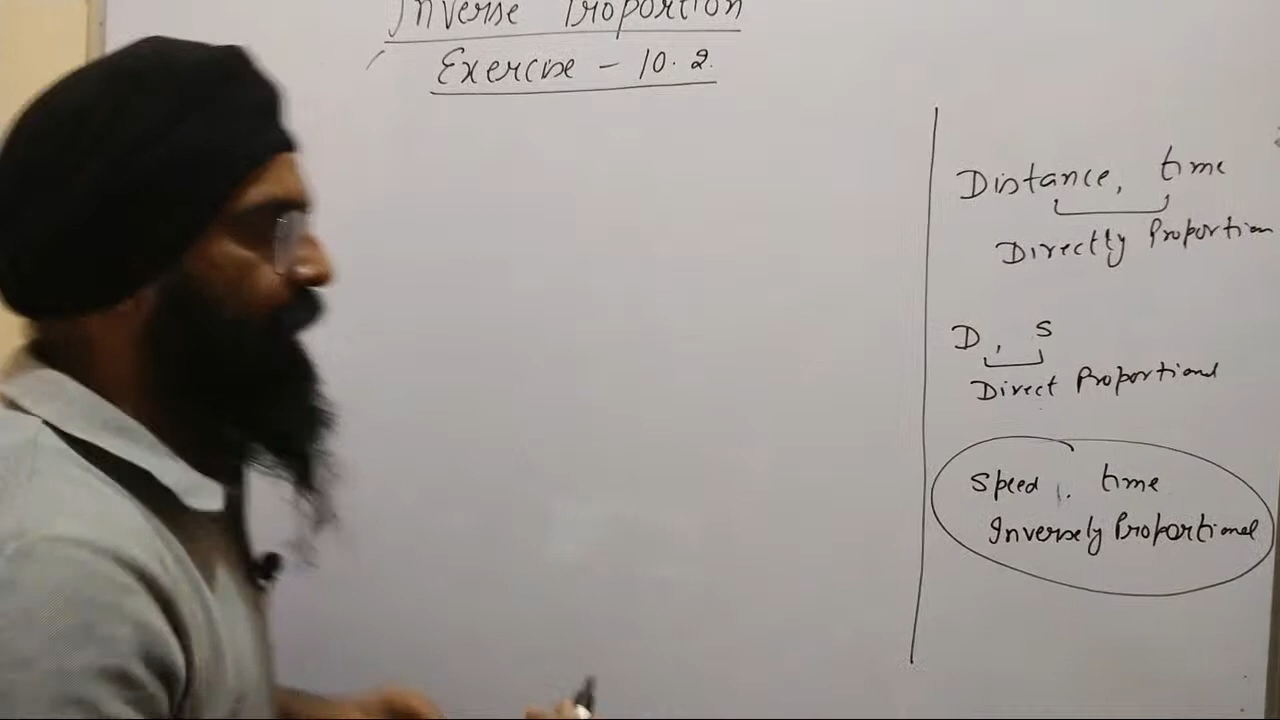 Inverse Proportion
Exercise - 10.2.
Distance, time
Directly Proportion
D, S
Direct Proportional
Speed, time
Inversely Proportional